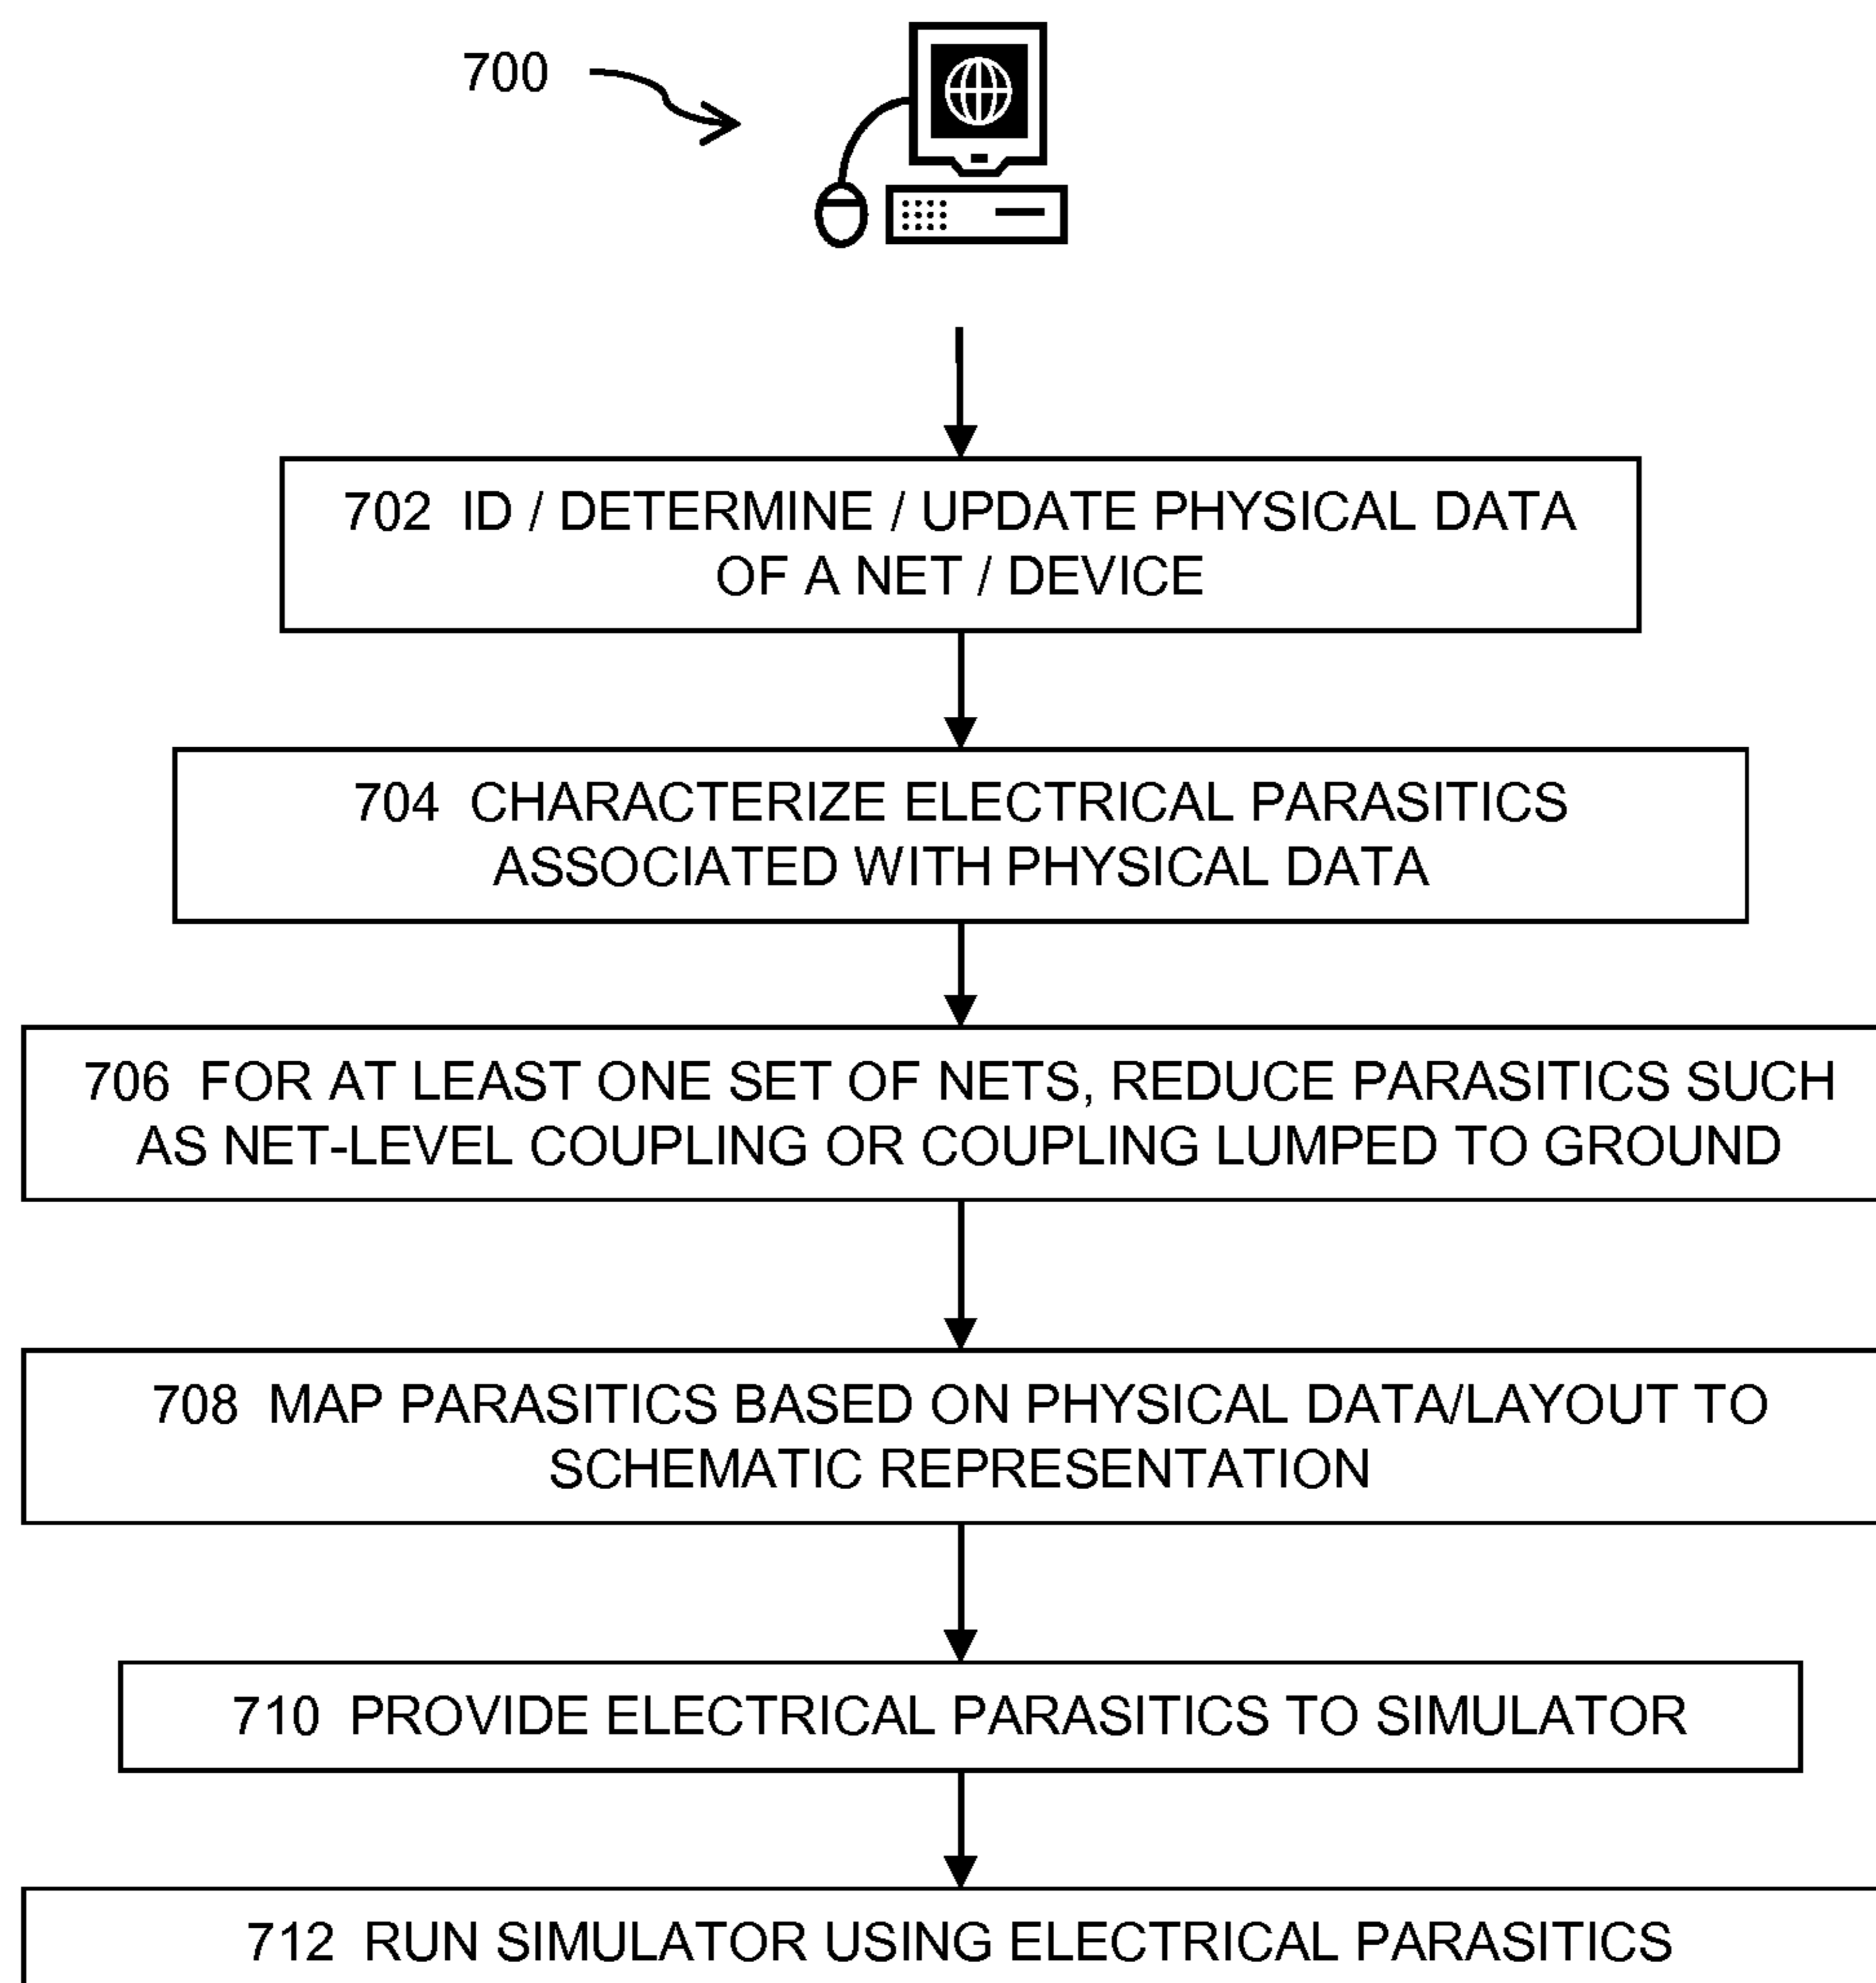 700
702 ID / DETERMINE / UPDATE PHYSICAL DATA
OF A NET / DEVICE
704 CHARACTERIZE ELECTRICAL PARASITICS
ASSOCIATED WITH PHYSICAL DATA
706 FOR AT LEAST ONE SET OF NETS, REDUCE PARASITICS SUCH
AS NET-LEVEL COUPLING OR COUPLING LUMPED TO GROUND
708 MAP PARASITICS BASED ON PHYSICAL DATA/LAYOUT TO
SCHEMATIC REPRESENTATION
710 PROVIDE ELECTRICAL PARASITICS TO SIMULATOR
712 RUN SIMULATOR USING ELECTRICAL PARASITICS